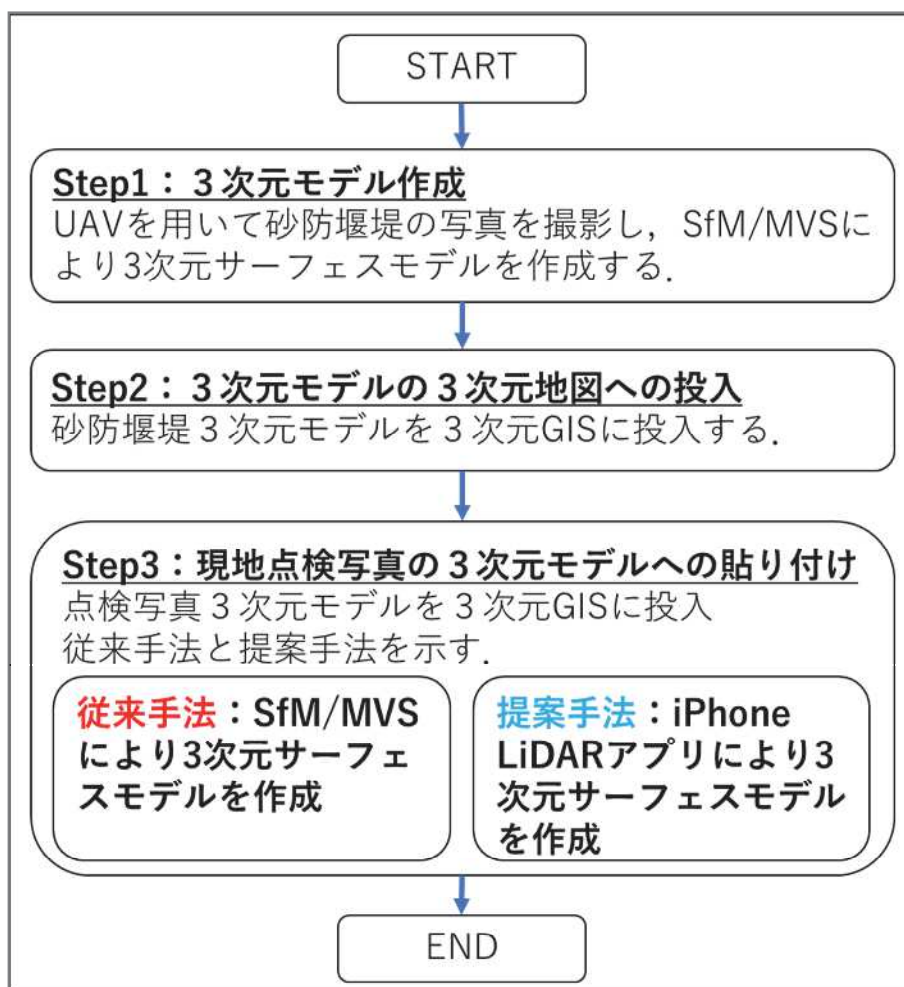 START
Step1：３次元モデル作成
UAVを用いて砂防堰堤の写真を撮影し，SfM/MVSに
より3次元サーフェスモデルを作成する．
Step2：３次元モデルの３次元地図への投入
砂防堰堤３次元モデルを３次元GISに投入する．
Step3：現地点検写真の３次元モデルへの貼り付け
点検写真３次元モデルを３次元GISに投入
従来手法と提案手法を示す．
従来手法：SfM/MVS
により3次元サーフェ
スモデルを作成
提案手法：iPhone
LiDARアプリにより3
次元サーフェスモデル
を作成
END